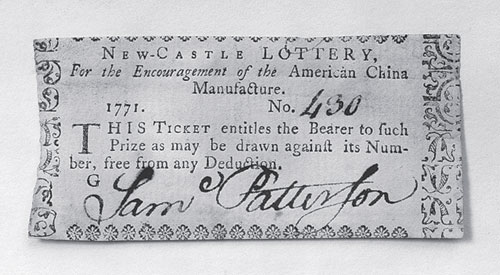 NEW-CASTLE LOTTERY,
For the Encouragement of the American China
Manufacture.
1771. No. 430
THIS TICKET entitles the Bearer to ſuch
Prize as may be drawn againſt its Num-
ber, free from any Deduction.
G
Samˡ Patterſon